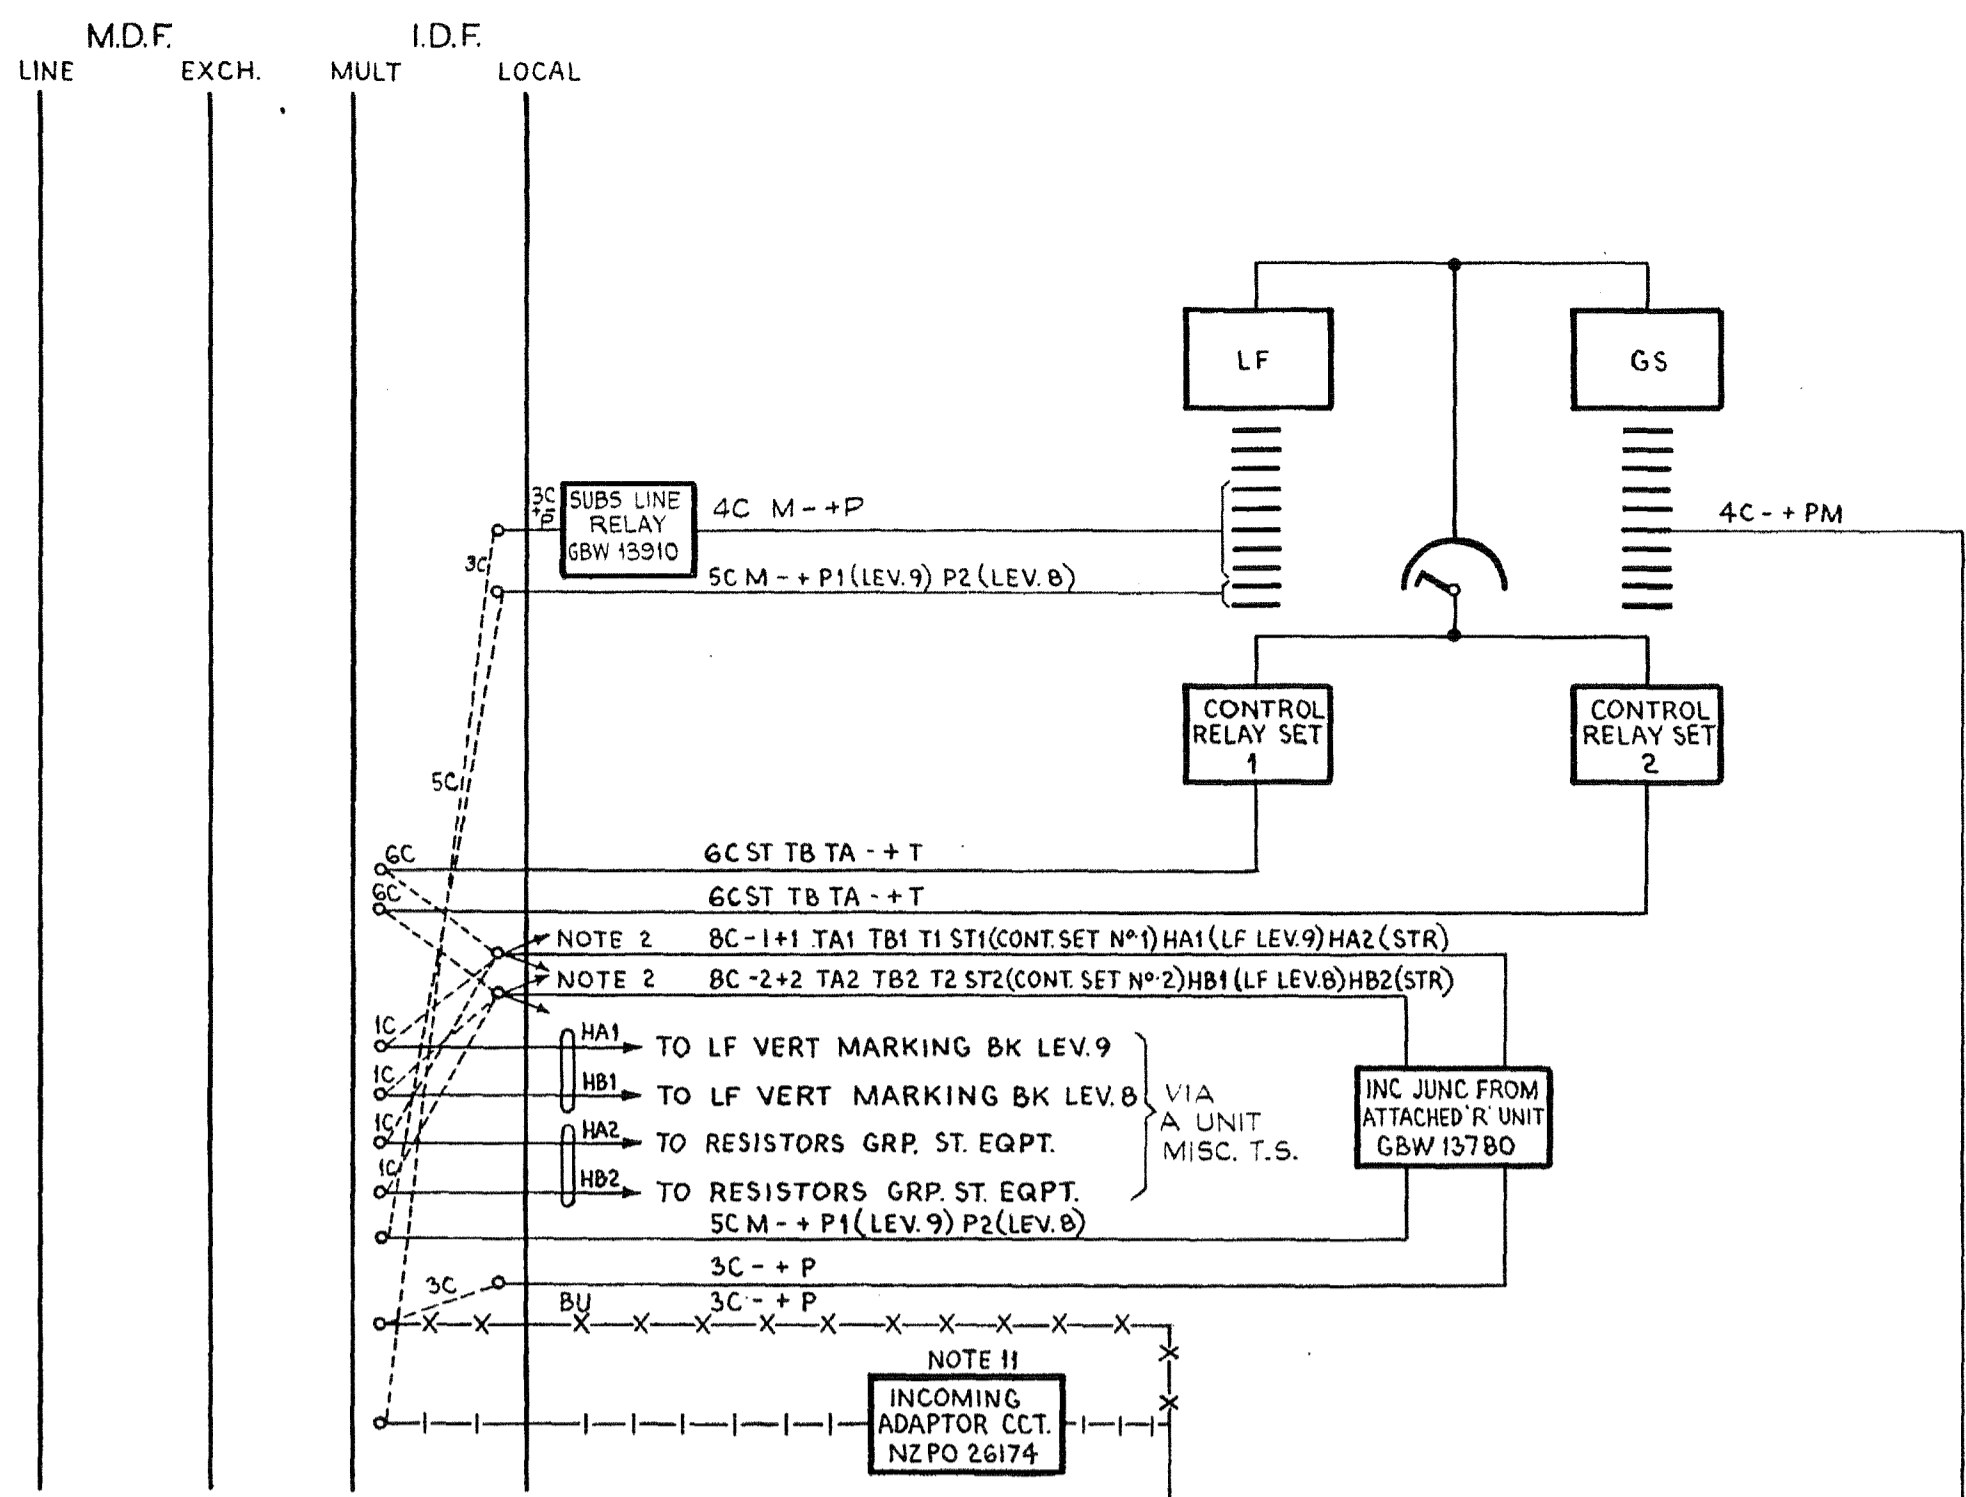 M.D.F.
I.D.F.
LINE
EXCH.
MULT
LOCAL
LF
GS
3C
+ -
P
SUBS LINE
RELAY
GBW 13910
4C M - + P
4C - + PM
3C
5C M - + P1 (LEV. 9) P2 (LEV. 8)
CONTROL
RELAY SET
1
CONTROL
RELAY SET
2
5C
6C
6C ST TB TA - + T
6C
6C ST TB TA - + T
NOTE 2
8C -1+1 TA1 TB1 T1 ST1 (CONT. SET Nº.1) HA1 (LF LEV. 9) HA2 (STR)
NOTE 2
8C -2+2 TA2 TB2 T2 ST2 (CONT. SET Nº.2) HB1 (LF LEV. 8) HB2 (STR)
1C
HA1
TO LF VERT MARKING BK LEV. 9
1C
HB1
TO LF VERT MARKING BK LEV. 8
1C
HA2
TO RESISTORS GRP. ST. EQPT.
1C
HB2
TO RESISTORS GRP. ST. EQPT.
VIA
A UNIT
MISC. T.S.
INC JUNC FROM
ATTACHED 'R' UNIT
GBW 13780
5C M - + P1 (LEV. 9) P2 (LEV. 8)
3C - + P
3C
BU
3C - + P
NOTE 11
INCOMING
ADAPTOR CCT.
NZPO 26174